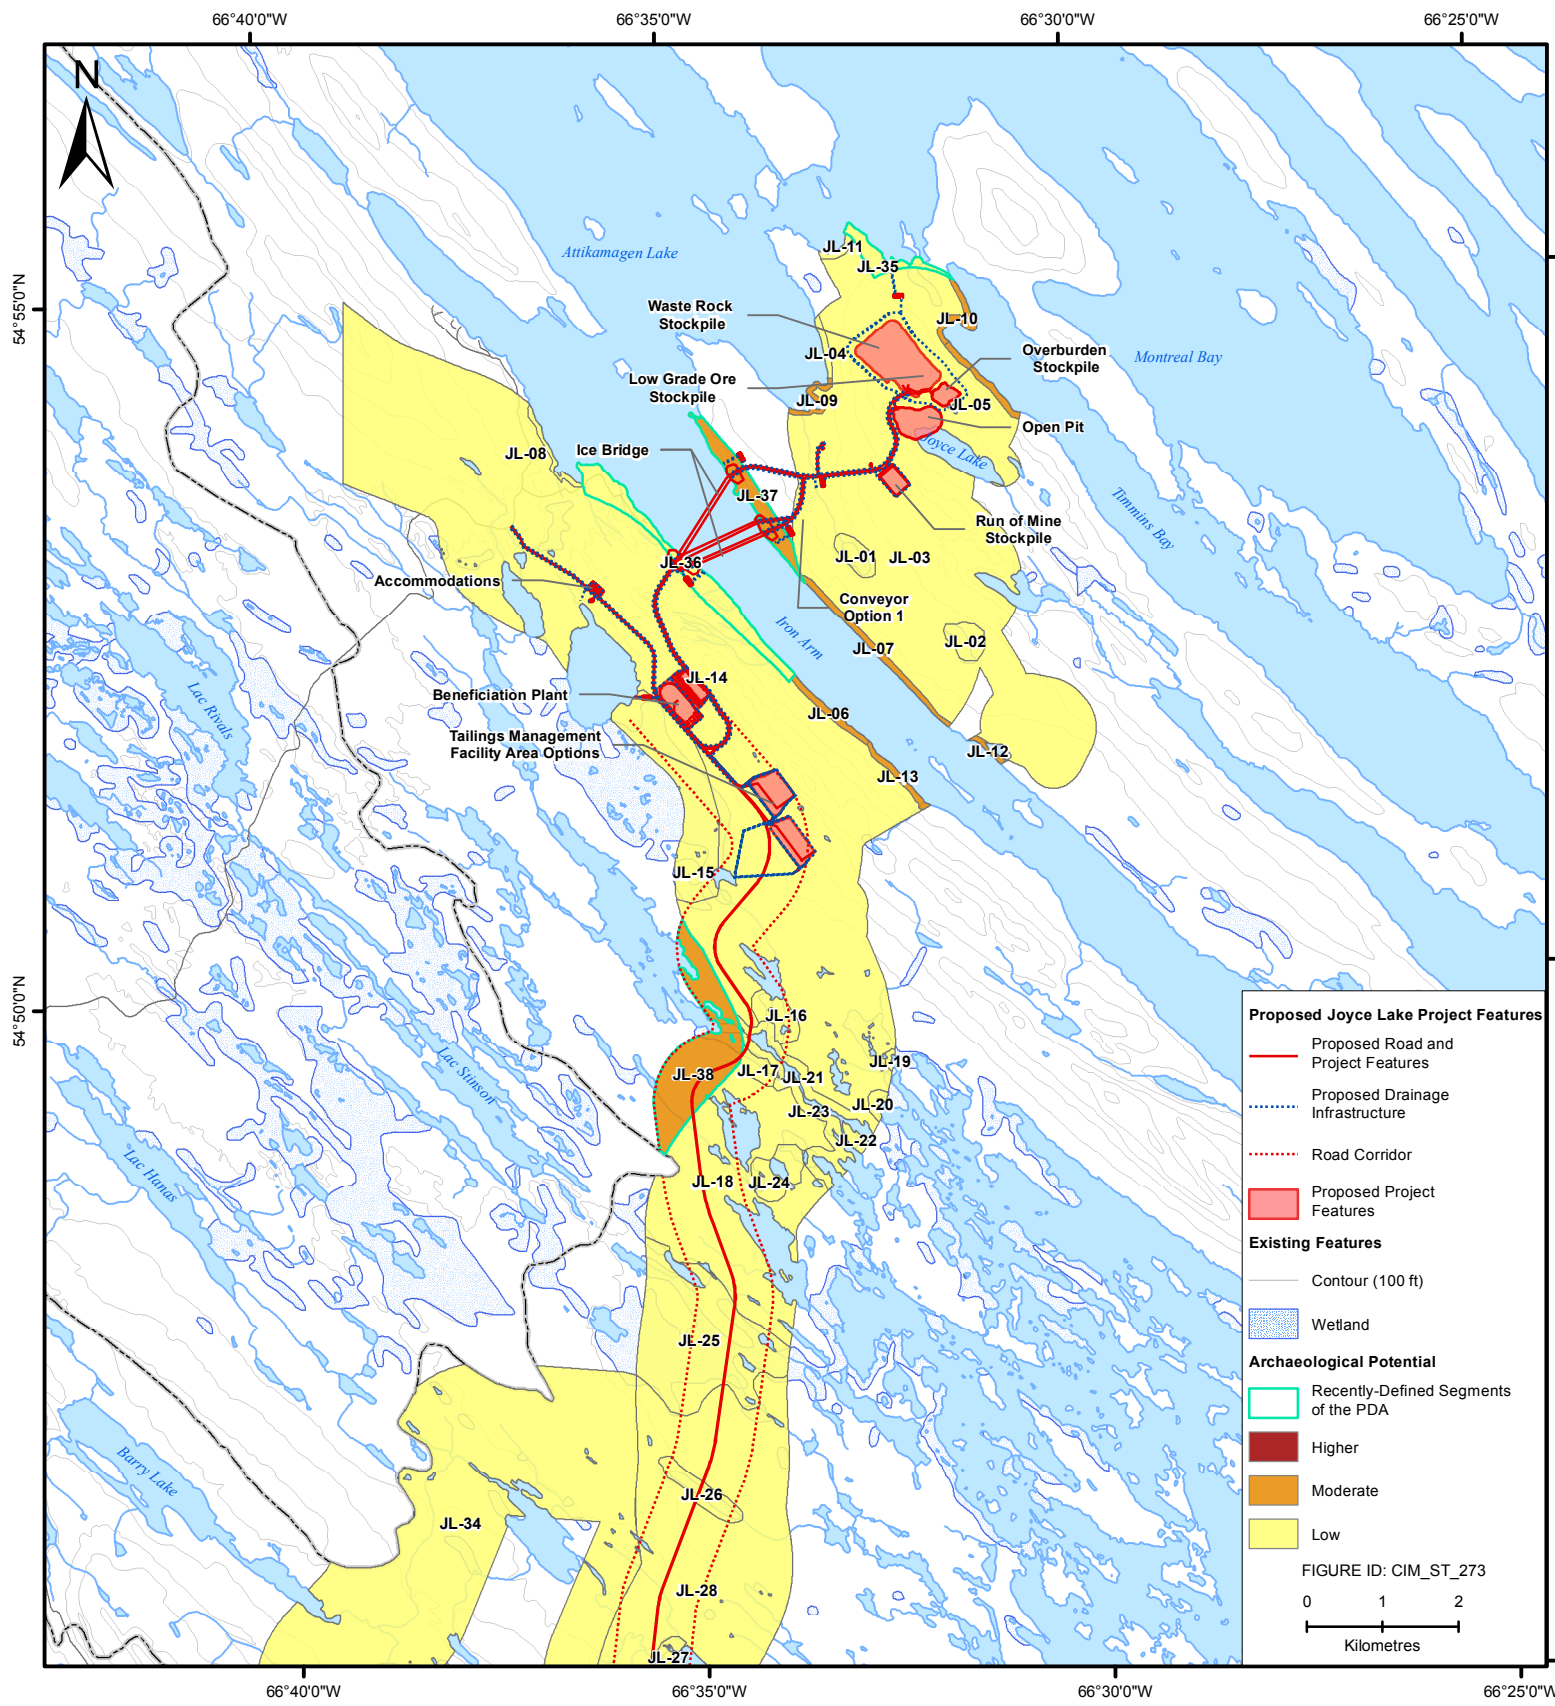 66°40'0"W
66°35'0"W
66°30'0"W
66°25'0"W
N
54°55'0"N
54°50'0"N
Attikamagen Lake
JL-11
JL-35
Waste Rock
Stockpile
JL-10
JL-04
Overburden
Stockpile
Montreal Bay
Low Grade Ore
Stockpile
JL-09
JL-05
Open Pit
Joyce Lake
JL-08
Ice Bridge
JL-37
Timmins Bay
Run of Mine
Stockpile
JL-01
JL-03
JL-36
Accommodations
Conveyor
Option 1
Iron Arm
JL-07
JL-02
JL-14
Beneficiation Plant
Lac Rivals
JL-06
Tailings Management
Facility Area Options
JL-12
JL-13
JL-15
JL-16
JL-19
JL-38
JL-17
JL-21
Lac Stinson
JL-20
JL-23
JL-22
Lac Hanas
JL-18
JL-24
JL-25
Barry Lake
JL-26
JL-34
JL-28
JL-27
Proposed Joyce Lake Project Features
Proposed Road and
Project Features
Proposed Drainage
Infrastructure
Road Corridor
Proposed Project
Features
Existing Features
Contour (100 ft)
Wetland
Archaeological Potential
Recently-Defined Segments
of the PDA
Higher
Moderate
Low
FIGURE ID: CIM_ST_273
0 1 2
Kilometres
66°40'0"W
66°35'0"W
66°30'0"W
66°25'0"W